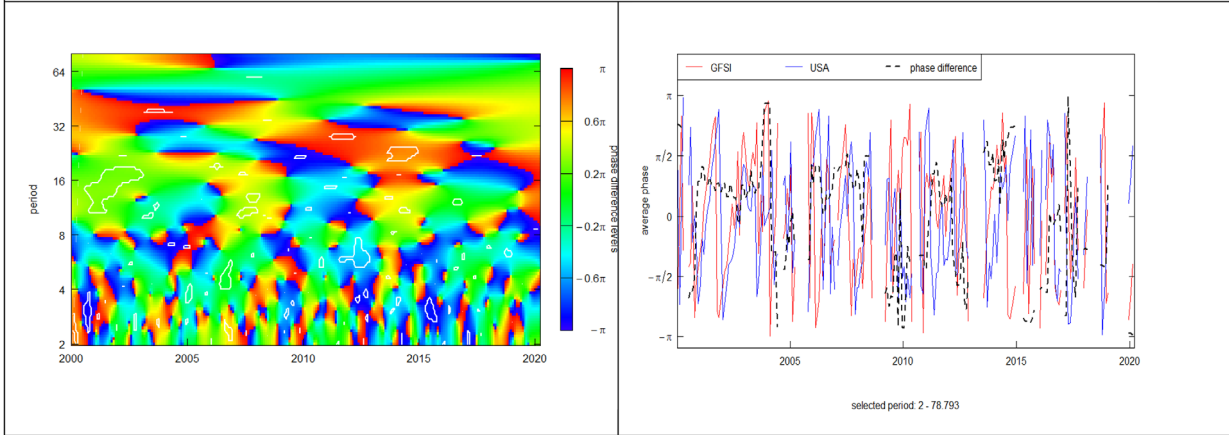 64
32
16
8
4
2
period
2000
2005
2010
2015
2020
π
0.6π
0.2π
−0.2π
−0.6π
−π
phase difference levels
GFSI
USA
phase difference
π
π/2
0
−π/2
−π
average phase
2005
2010
2015
2020
selected period: 2 - 78.793